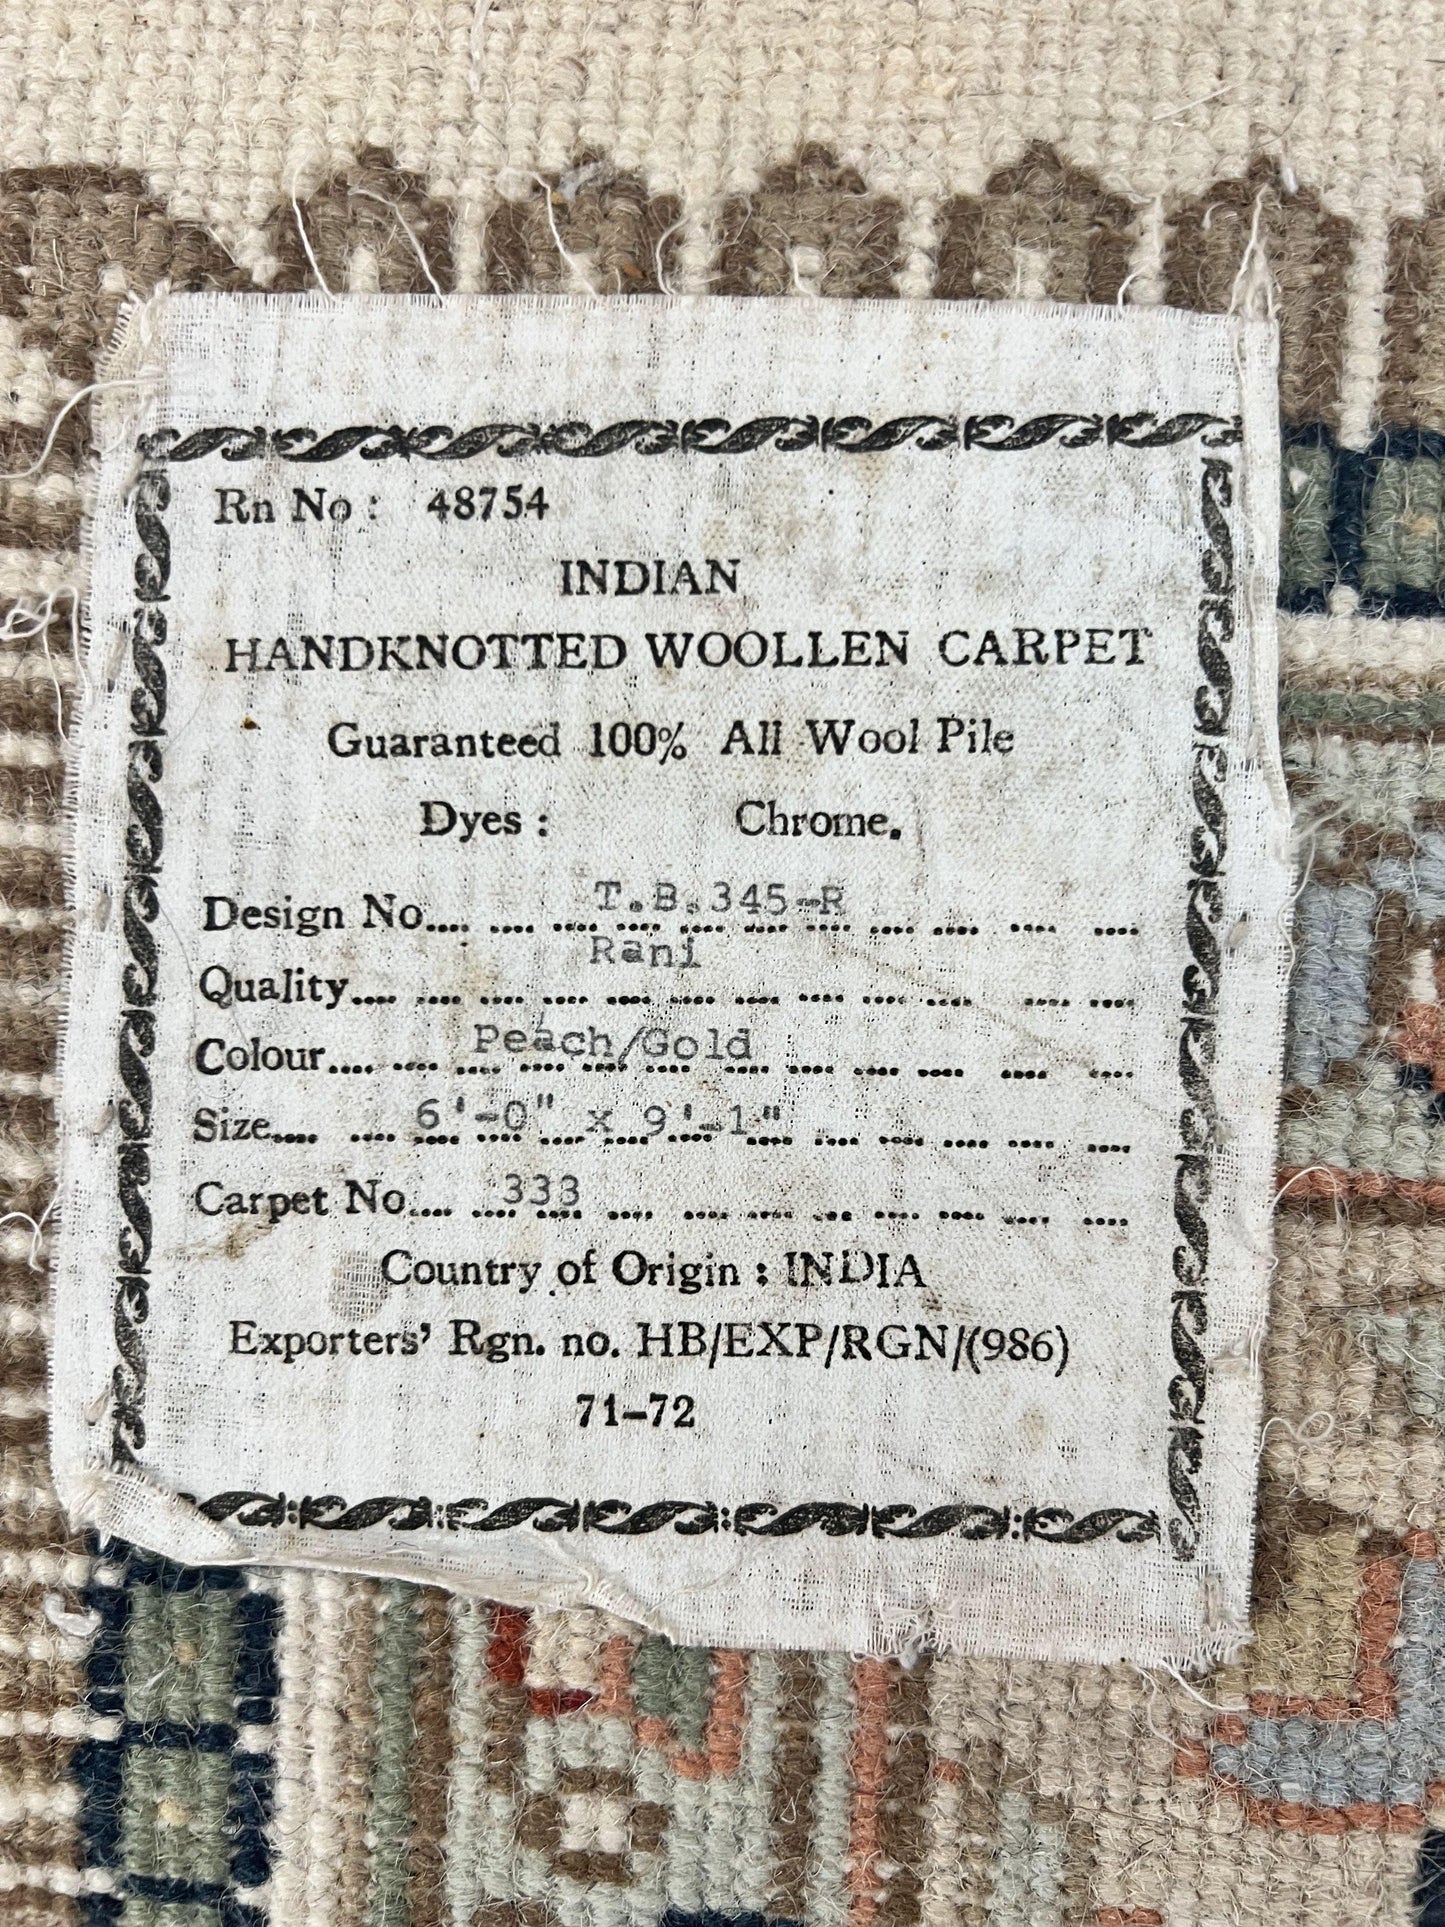 Rn No : 48754
INDIAN
HANDKNOTTED WOOLLEN CARPET
Guaranteed 100% All Wool Pile
Dyes : Chrome.
Design No.... .... .... T.B.345-R .... .... .... ....
Quality.... .... .... Rani .... .... .... ....
Colour.... .... Peach/Gold .... .... .... ....
Size.... .... 6'-0" x 9'-1" .... .... .... ....
Carpet No.... .... 333 .... .... .... ....
Country of Origin : INDIA
Exporters' Rgn. no. HB/EXP/RGN/(986)
71-72